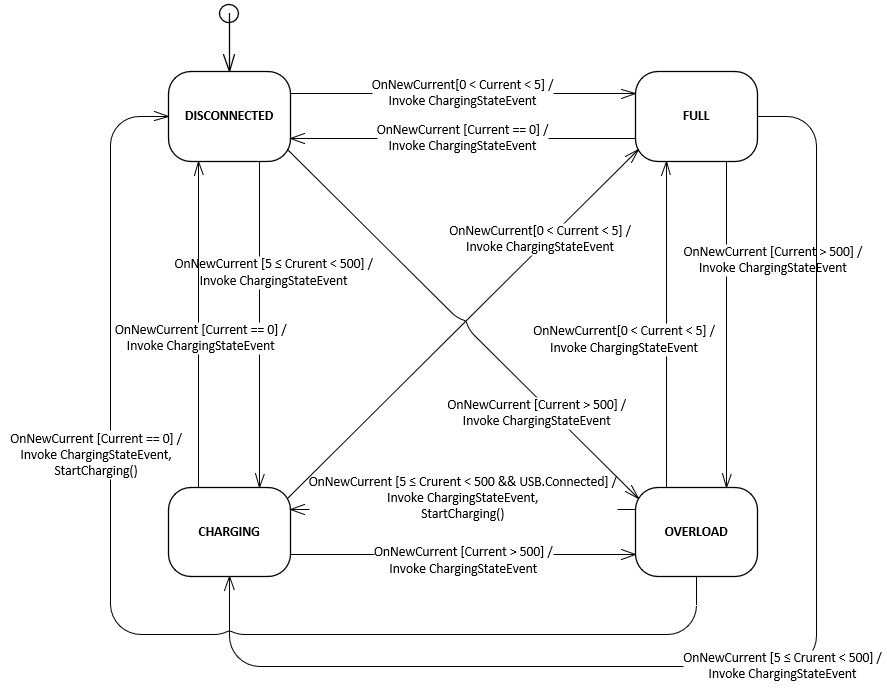 OnNewCurrent[0 < Current < 5] /
Invoke ChargingStateEvent
DISCONNECTED
FULL
OnNewCurrent [Current == 0] /
Invoke ChargingStateEvent
OnNewCurrent[0 < Current < 5] /
Invoke ChargingStateEvent
OnNewCurrent [Current > 500] /
Invoke ChargingStateEvent
OnNewCurrent [5 ≤ Crurent < 500] /
Invoke ChargingStateEvent
OnNewCurrent [Current == 0] /
Invoke ChargingStateEvent
OnNewCurrent[0 < Current < 5] /
Invoke ChargingStateEvent
OnNewCurrent [Current > 500] /
Invoke ChargingStateEvent
OnNewCurrent [Current == 0] /
Invoke ChargingStateEvent,
StartCharging()
OnNewCurrent [5 ≤ Crurent < 500 && USB.Connected] /
Invoke ChargingStateEvent,
StartCharging()
CHARGING
OVERLOAD
OnNewCurrent [Current > 500] /
Invoke ChargingStateEvent
OnNewCurrent [5 ≤ Crurent < 500] /
Invoke ChargingStateEvent